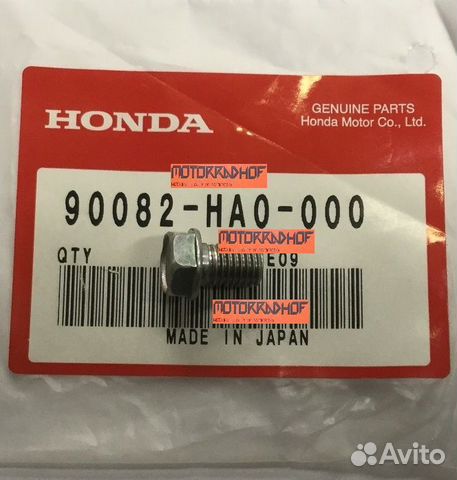 GENUINE PARTS
HONDA
Honda Motor Co., Ltd.
MOTORRADHOF
90082-HA0-000
MOTORRADHOF
QTY
E09
MOTORRADHOF
MADE IN JAPAN
Avito